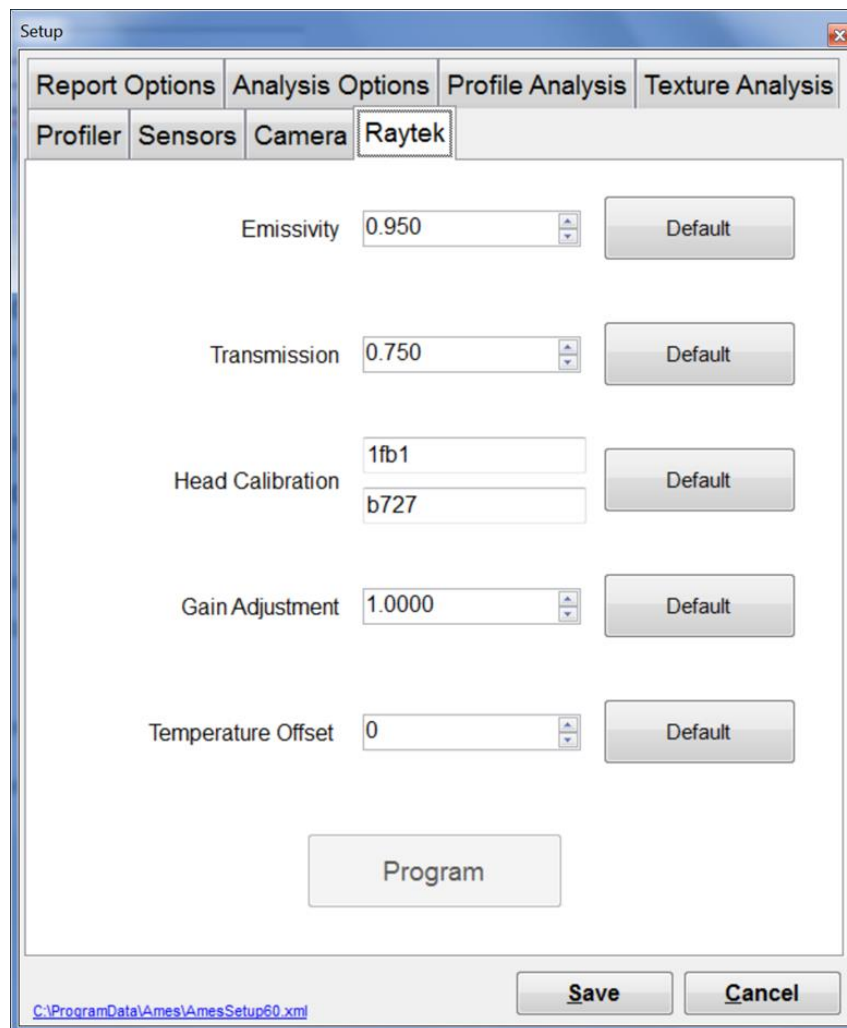 Setup
Report Options Analysis Options Profile Analysis Texture Analysis
Profiler Sensors Camera Raytek
Emissivity 0.950 Default
Transmission 0.750 Default
1fb1
Head Calibration Default
b727
Gain Adjustment 1.0000 Default
Temperature Offset 0 Default
Program
Save Cancel
C:\ProgramData\Ames\AmesSetup60.xml